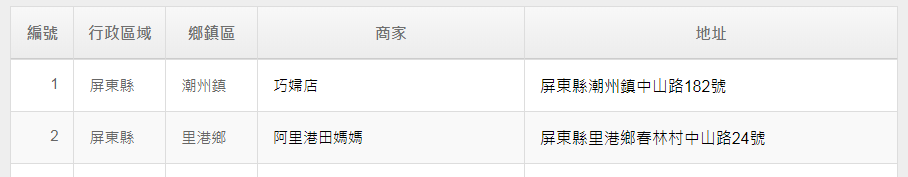 編號 行政區域 鄉鎮區 商家 地址
1 屏東縣 潮州鎮 巧婦店 屏東縣潮州鎮中山路182號
2 屏東縣 里港鄉 阿里港田媽媽 屏東縣里港鄉春林村中山路24號